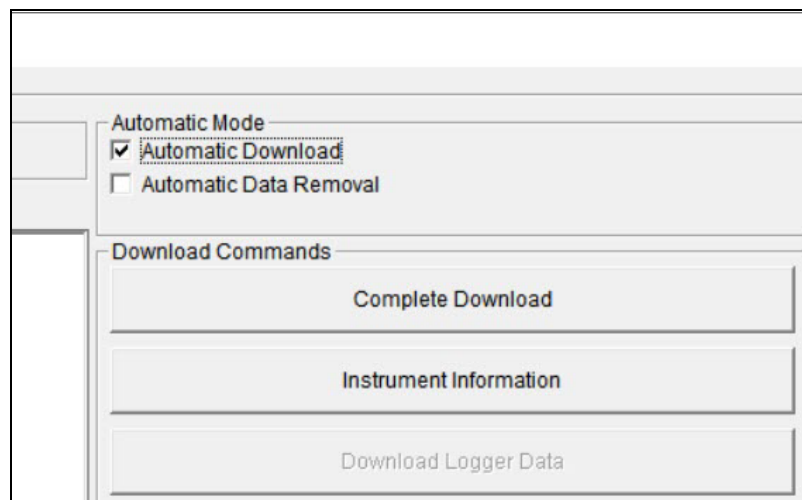 Automatic Mode
Automatic Download
Automatic Data Removal
Download Commands
Complete Download
Instrument Information
Download Logger Data